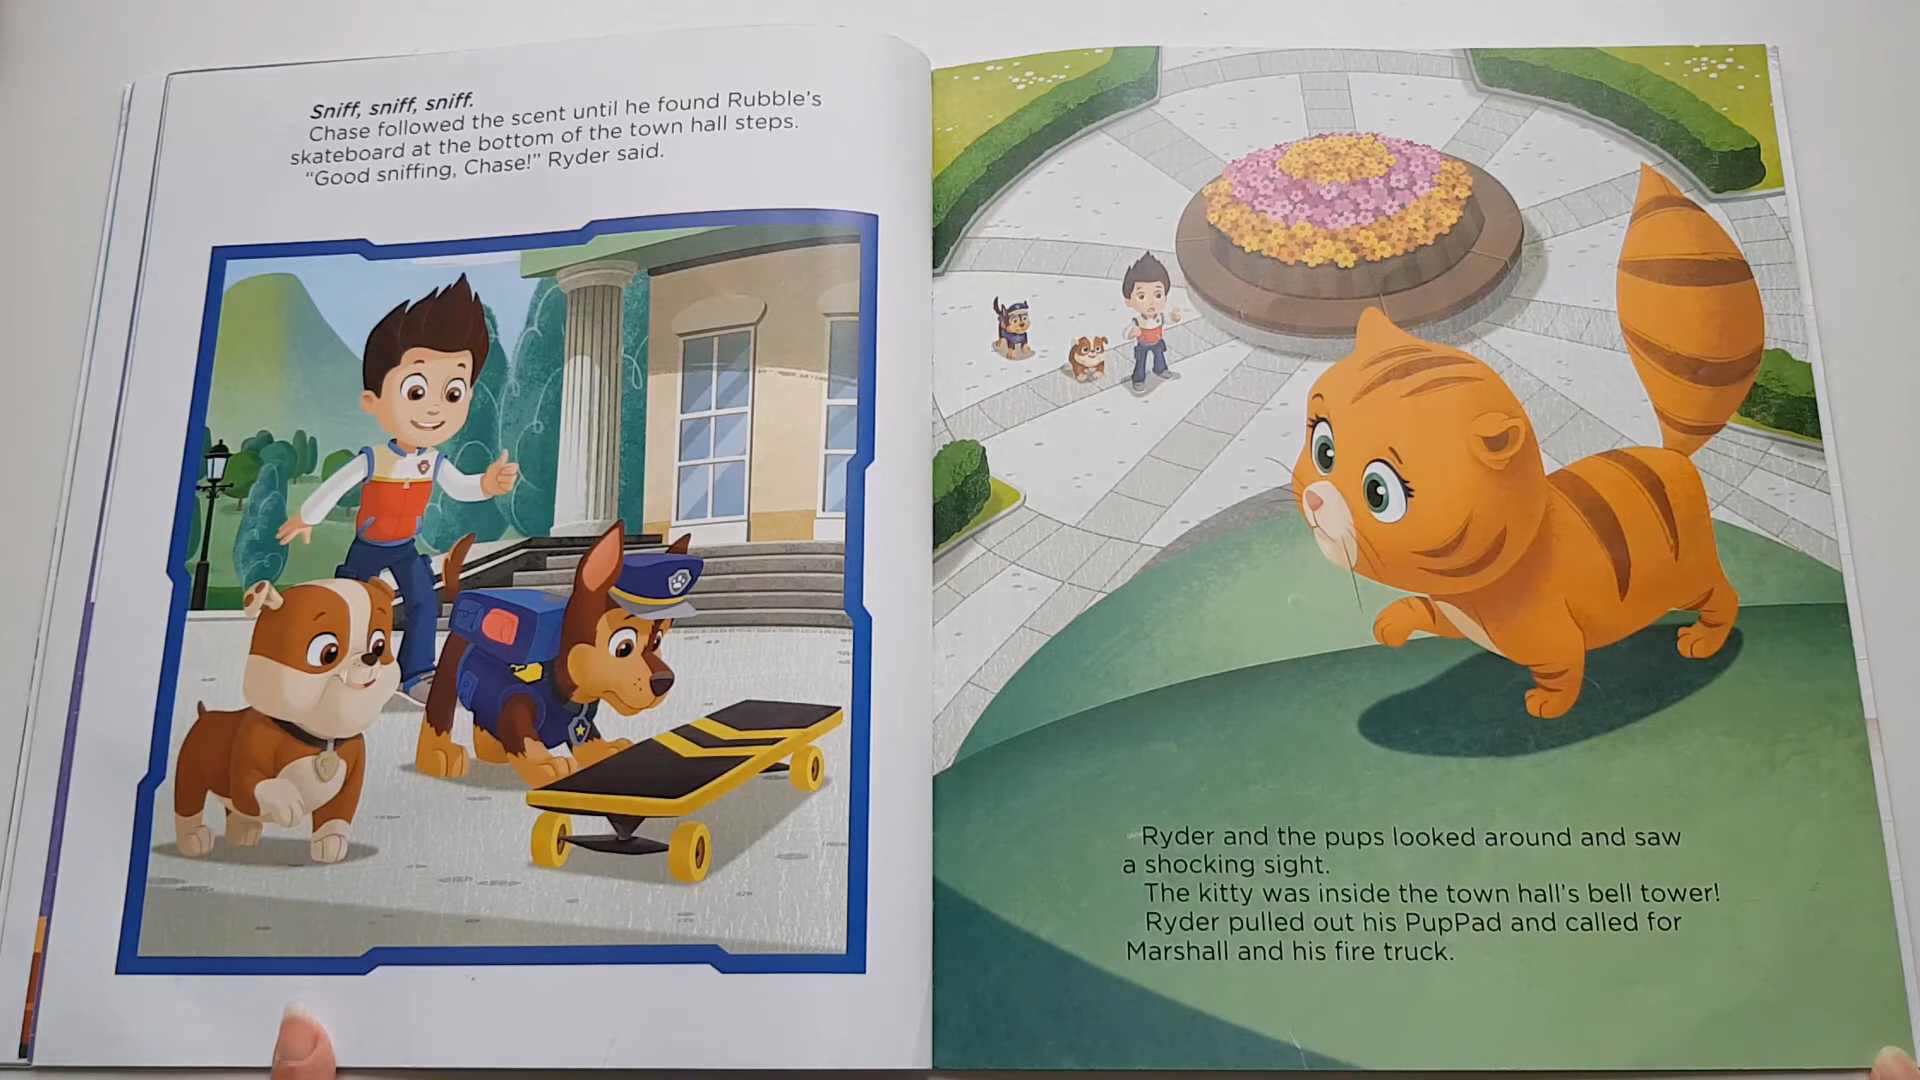 Sniff, sniff, sniff.
Chase followed the scent until he found Rubble's
skateboard at the bottom of the town hall steps.
“Good sniffing, Chase!” Ryder said.
Ryder and the pups looked around and saw
a shocking sight.
The kitty was inside the town hall's bell tower!
Ryder pulled out his PupPad and called for
Marshall and his fire truck.